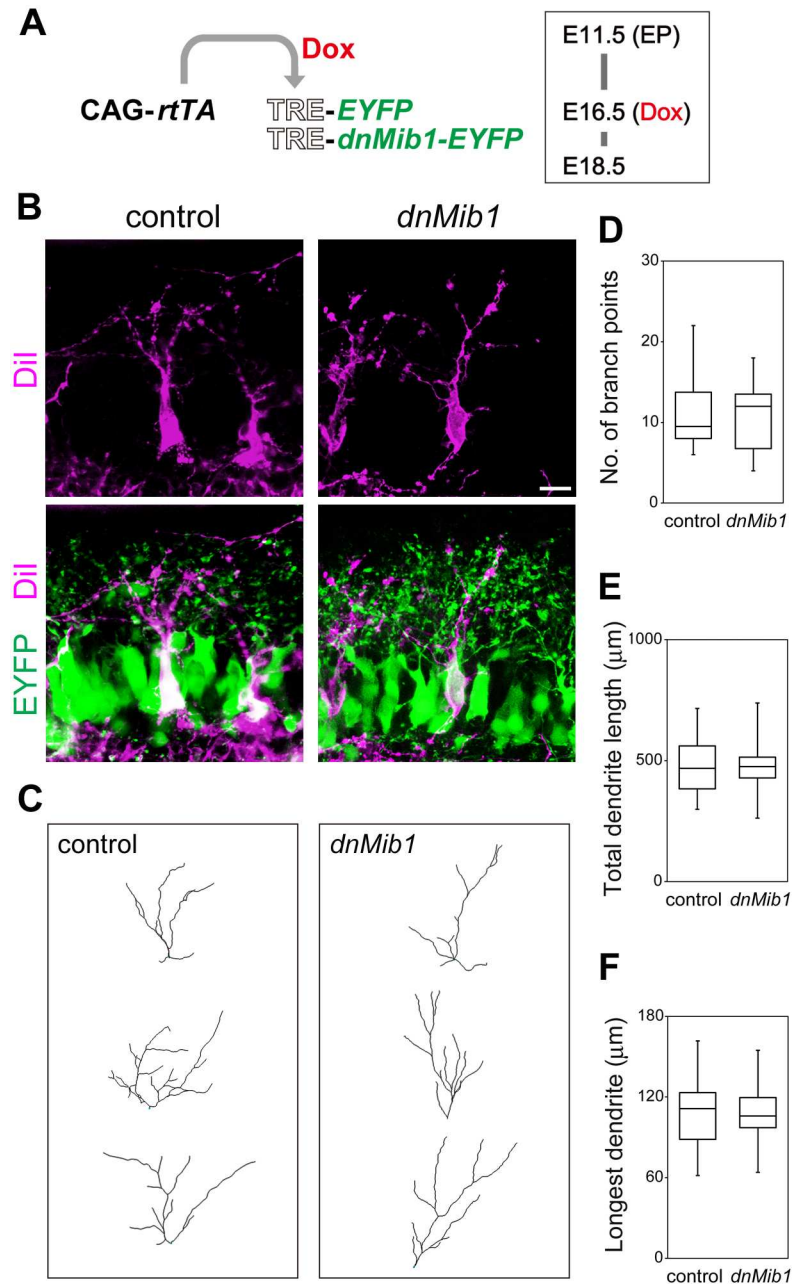 A
Dox
CAG-rtTA
TRE-EYFP
TRE-dnMib1-EYFP
E11.5 (EP)
E16.5 (Dox)
E18.5
B
control
dnMib1
DiI
EYFP DiI
C
control
dnMib1
D
No. of branch points
30
20
10
0
control
dnMib1
E
Total dendrite length (μm)
1000
500
0
control
dnMib1
F
Longest dendrite (μm)
180
120
60
0
control
dnMib1